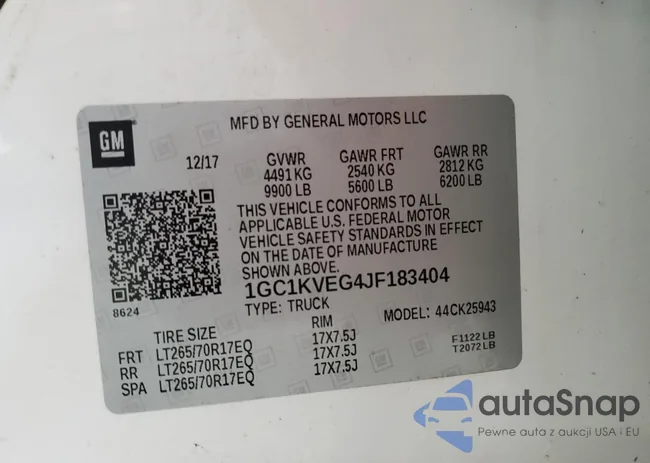 GM
MFD BY GENERAL MOTORS LLC
12/17 GVWR GAWR FRT GAWR RR
4491 KG 2540 KG 2812 KG
9900 LB 5600 LB 6200 LB
THIS VEHICLE CONFORMS TO ALL
APPLICABLE U.S. FEDERAL MOTOR
VEHICLE SAFETY STANDARDS IN EFFECT
ON THE DATE OF MANUFACTURE
SHOWN ABOVE.
1GC1KVEG4JF183404
8624
TYPE: TRUCK MODEL: 44CK25943
TIRE SIZE RIM
FRT LT265/70R17EQ 17X7.5J F1122 LB
RR LT265/70R17EQ 17X7.5J T2072 LB
SPA LT265/70R17EQ 17X7.5J
autaSnap
Pewne auta z aukcji USA i EU